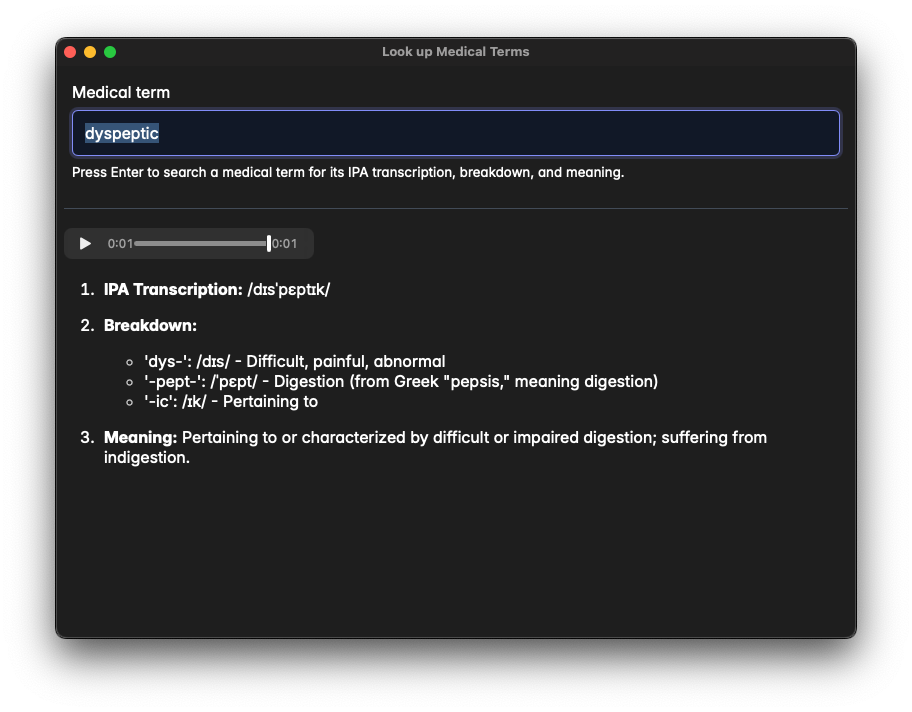 Look up Medical Terms
Medical term
dyspeptic
Press Enter to search a medical term for its IPA transcription, breakdown, and meaning.
0:01 0:01
1. IPA Transcription: /dɪsˈpɛptɪk/
2. Breakdown:
◦ 'dys-': /dɪs/ - Difficult, painful, abnormal
◦ '-pept-': /ˈpɛpt/ - Digestion (from Greek "pepsis," meaning digestion)
◦ '-ic': /ɪk/ - Pertaining to
3. Meaning: Pertaining to or characterized by difficult or impaired digestion; suffering from
indigestion.